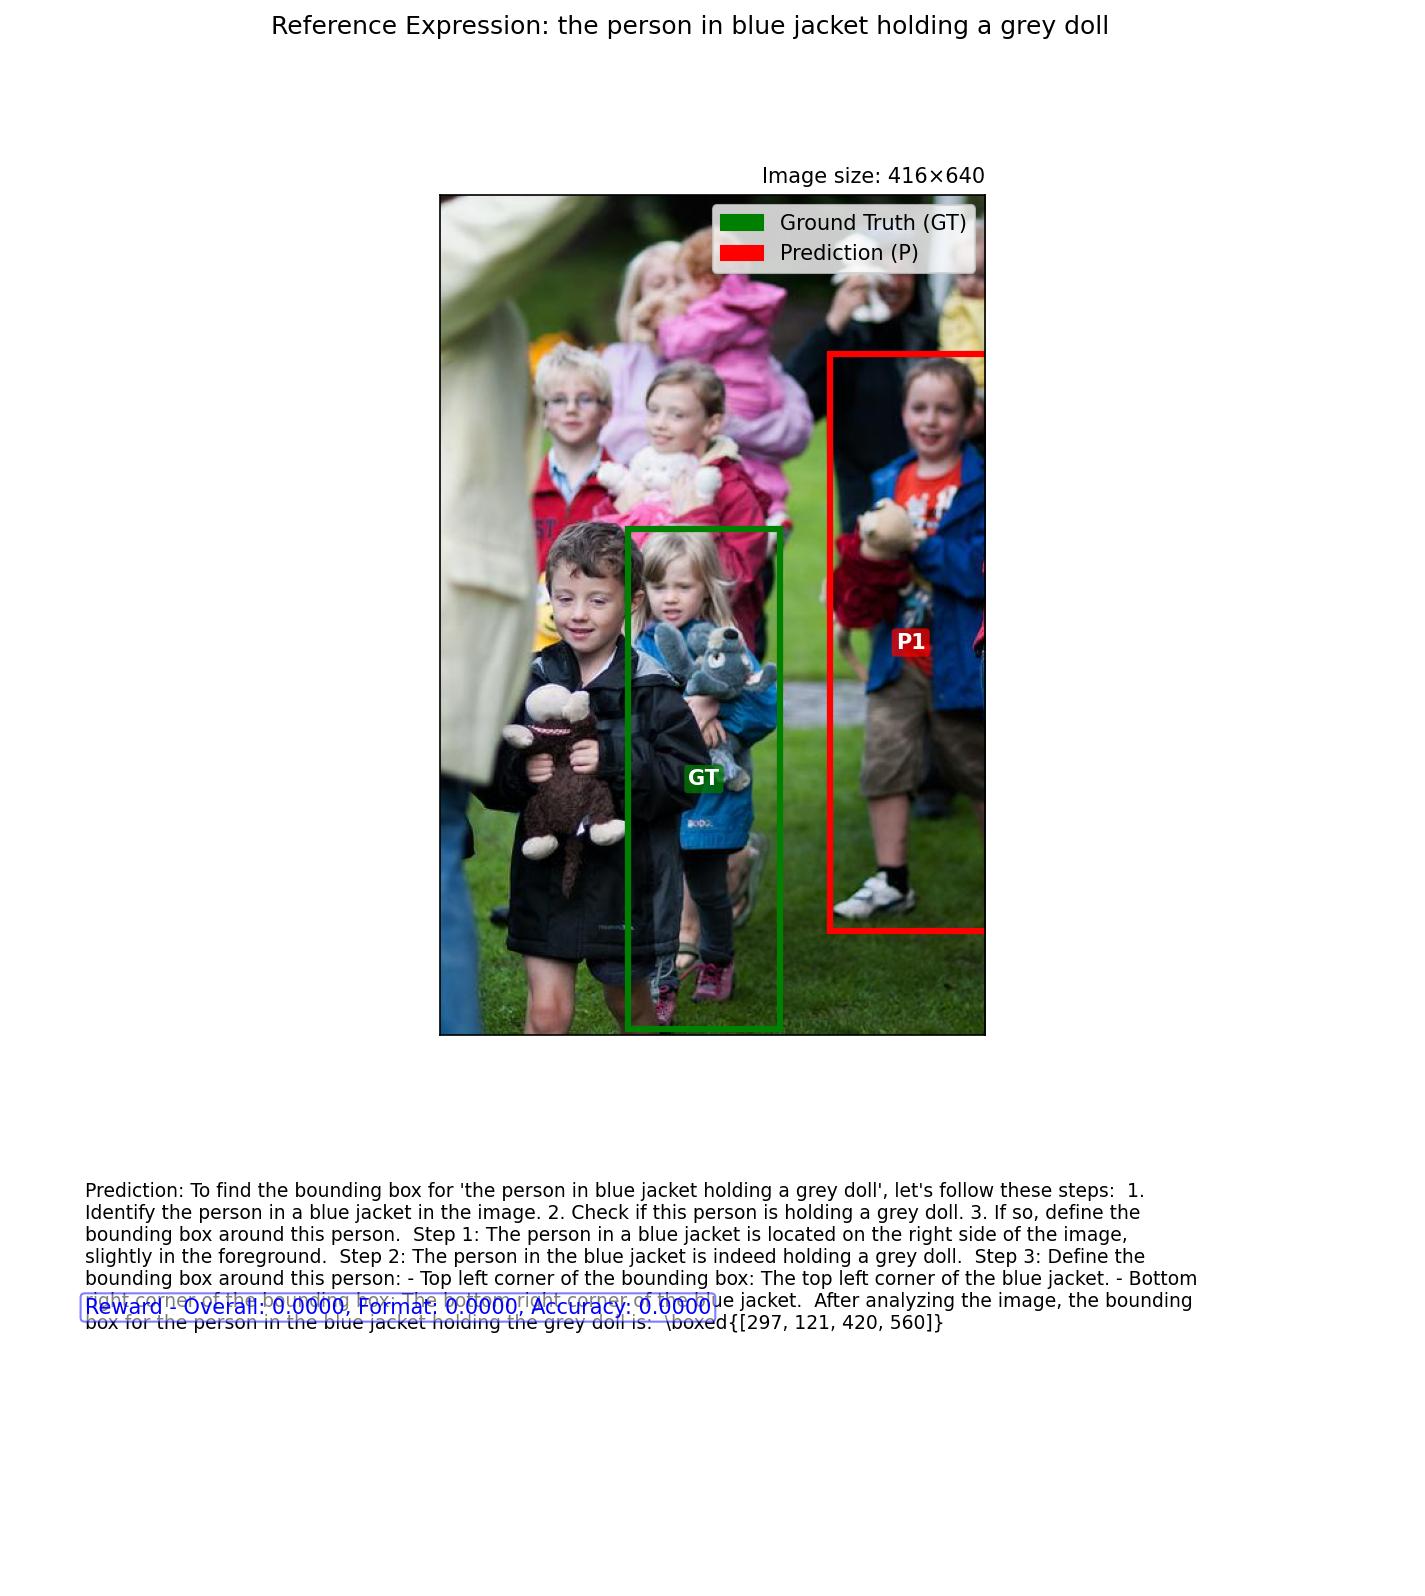 Reference Expression: the person in blue jacket holding a grey doll
Image size: 416×640
Ground Truth (GT)
Prediction (P)
ST
P1
GT
Prediction: To find the bounding box for 'the person in blue jacket holding a grey doll', let's follow these steps:  1.
Identify the person in a blue jacket in the image. 2. Check if this person is holding a grey doll. 3. If so, define the
bounding box around this person.  Step 1: The person in a blue jacket is located on the right side of the image,
slightly in the foreground.  Step 2: The person in the blue jacket is indeed holding a grey doll.  Step 3: Define the
bounding box around this person: - Top left corner of the bounding box: The top left corner of the blue jacket. - Bottom
right corner of the bounding box: The bottom right corner of the blue jacket.  After analyzing the image, the bounding
Reward - Overall: 0.0000, Format: 0.0000, Accuracy: 0.0000
box for the person in the blue jacket holding the grey doll is:  \boxed{[297, 121, 420, 560]}